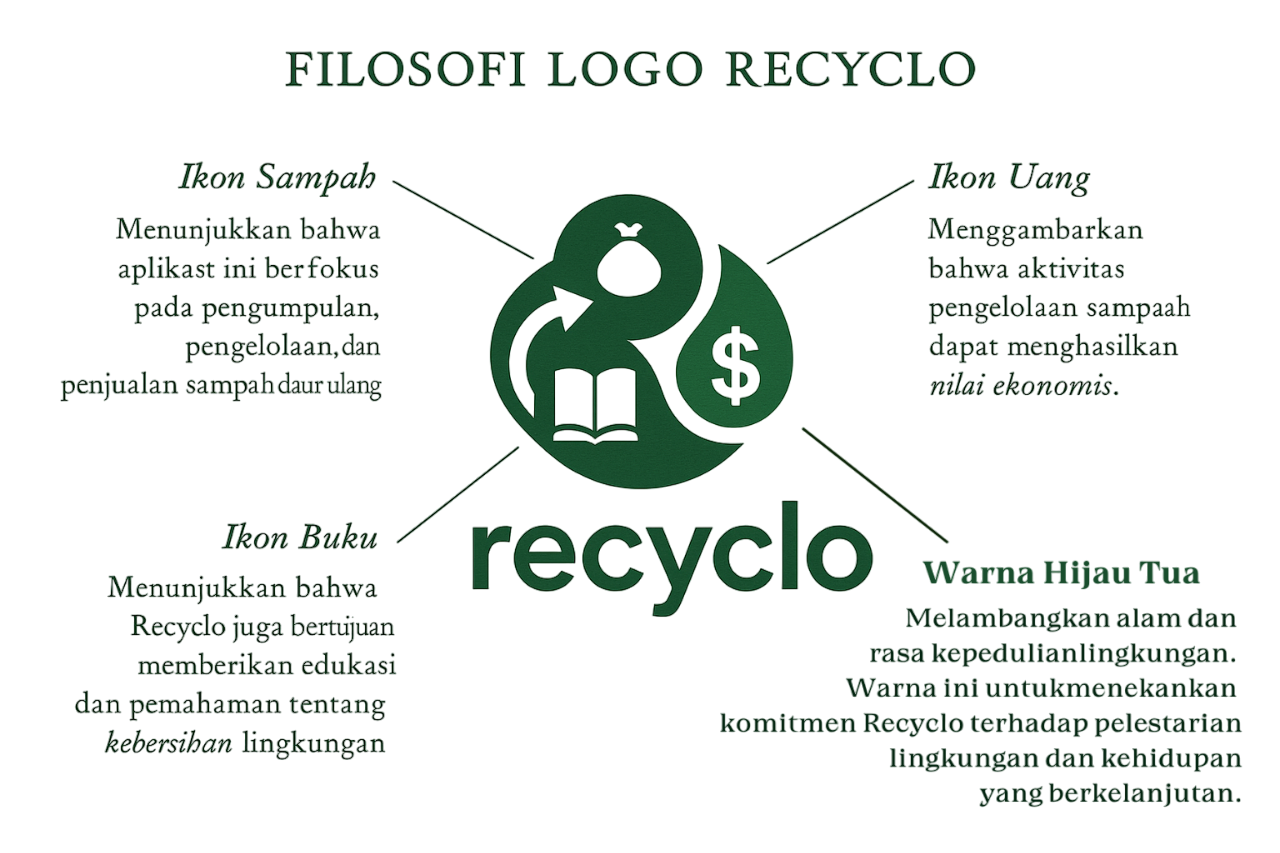 FILOSOFI LOGO RECYCLO
Ikon Sampah
Menunjukkan bahwa
aplikast ini berfokus
pada pengumpulan,
pengelolaan,dan
penjualan sampah daur ulang
Ikon Uang
Menggambarkan
bahwa aktivitas
pengelolaan sampaah
dapat menghasilkan
nilai ekonomis.
$
recyclo
Ikon Buku
Menunjukkan bahwa
Recyclo juga bertujuan
memberikan edukasi
dan pemahaman tentang
kebersihan lingkungan
Warna Hijau Tua
Melambangkan alam dan
rasa kepedulianlingkungan.
Warna ini untukmenekankan
komitmen Recyclo terhadap pelestarian
lingkungan dan kehidupan
yang berkelanjutan.